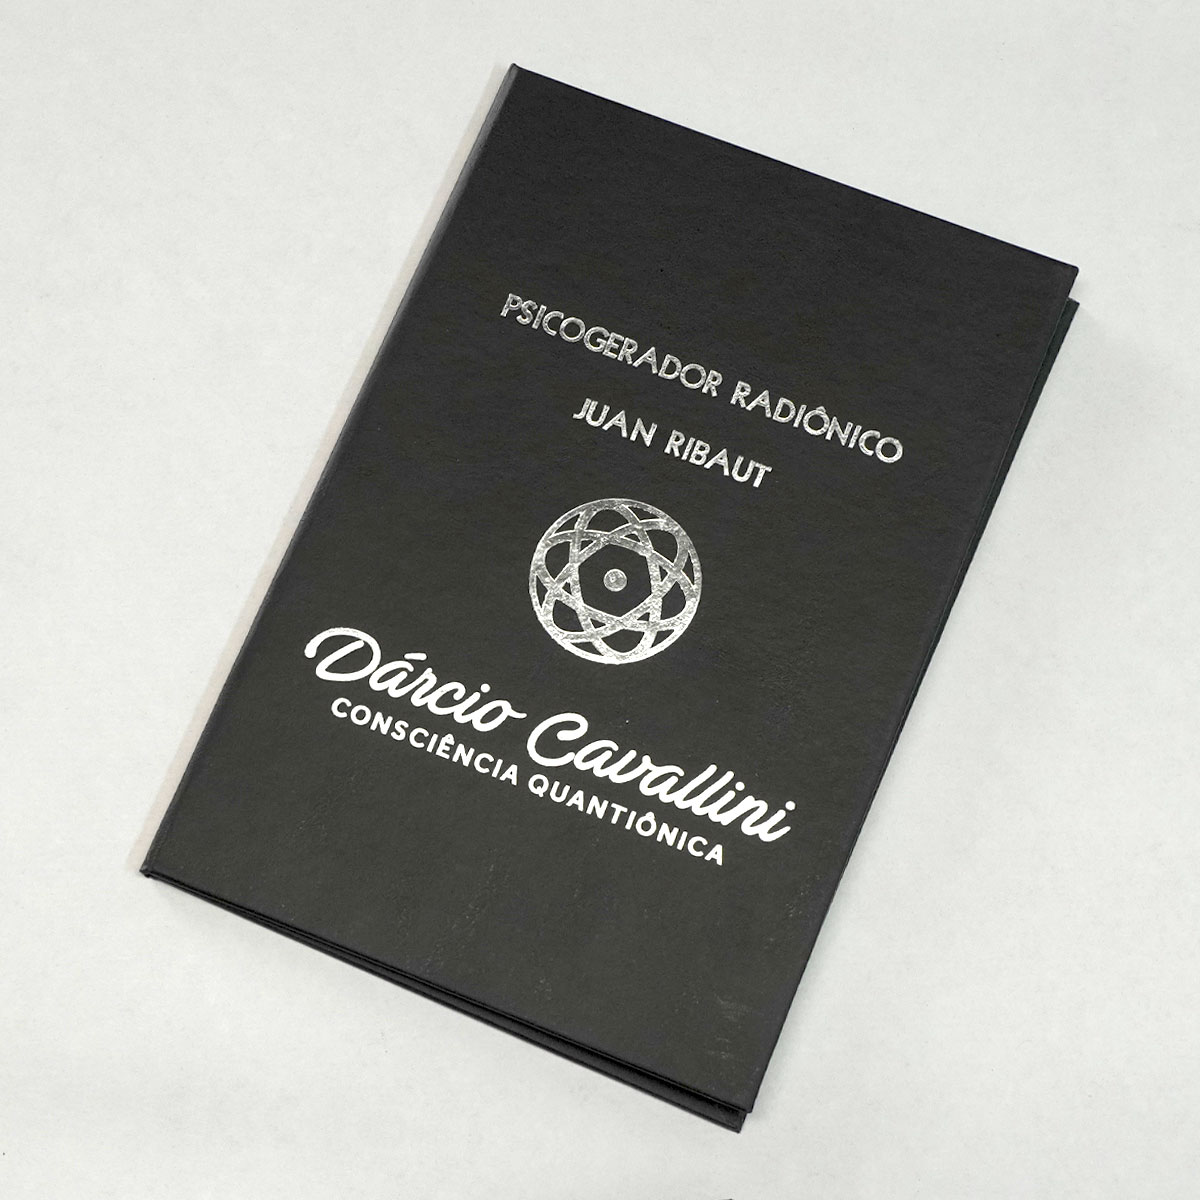 PSICOGERADOR RADIÔNICO
JUAN RIBAUT
Dárcio Cavallini
CONSCIÊNCIA QUANTIÔNICA